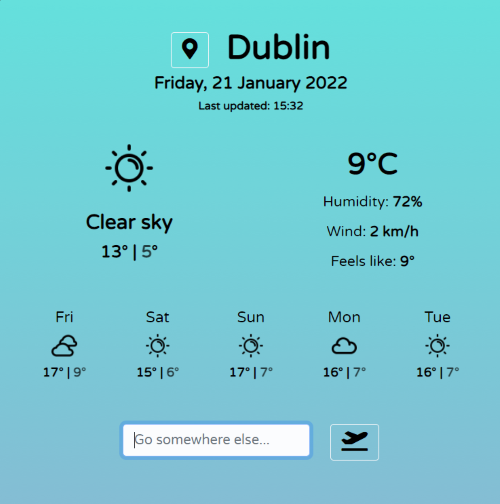 Dublin
Friday, 21 January 2022
Last updated: 15:32
Clear sky
13° | 5°
9°C
Humidity: 72%
Wind: 2 km/h
Feels like: 9°
Fri Sat Sun Mon Tue
17° | 9° 15° | 6° 17° | 7° 16° | 7° 16° | 7°
Go somewhere else...